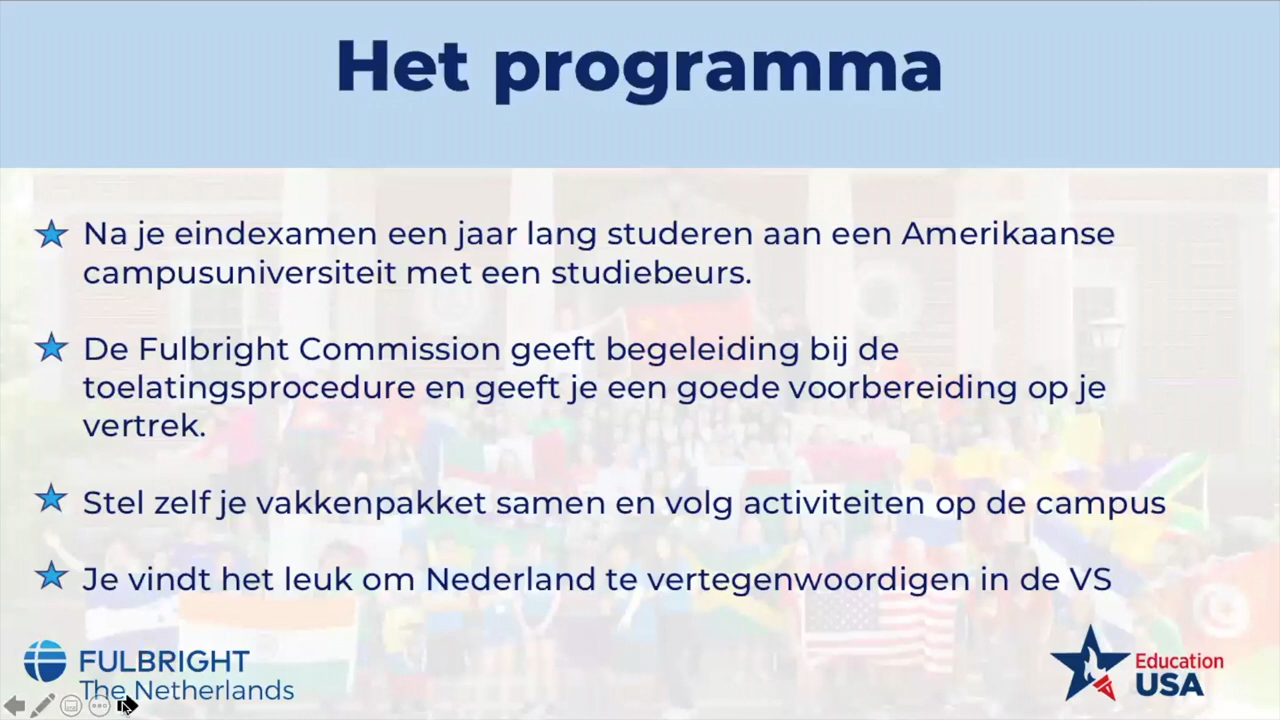 Het programma
Na je eindexamen een jaar lang studeren aan een Amerikaanse
campusuniversiteit met een studiebeurs.
De Fulbright Commission geeft begeleiding bij de
toelatingsprocedure en geeft je een goede voorbereiding op je
vertrek.
Stel zelf je vakkenpakket samen en volg activiteiten op de campus
Je vindt het leuk om Nederland te vertegenwoordigen in de VS
FULBRIGHT
The Netherlands
Education
USA